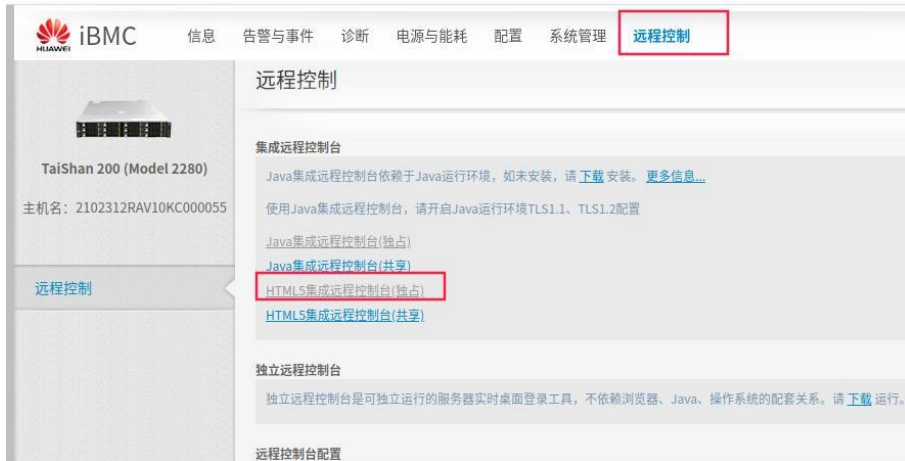 HUAWEI
iBMC
信息 告警与事件 诊断 电源与能耗 配置 系统管理 远程控制
远程控制
TaiShan 200 (Model 2280)
主机名：2102312RAV10KC000055
远程控制
集成远程控制台
Java集成远程控制台依赖于Java运行环境，如未安装，请 下载 安装。 更多信息...
使用Java集成远程控制台，请开启Java运行环境TLS1.1、TLS1.2配置
Java集成远程控制台(独占)
Java集成远程控制台(共享)
HTML5集成远程控制台(独占)
HTML5集成远程控制台(共享)
独立远程控制台
独立远程控制台是可独立运行的服务器实时桌面登录工具，不依赖浏览器、Java、操作系统的配套关系。请 下载 运行。
远程控制台配置